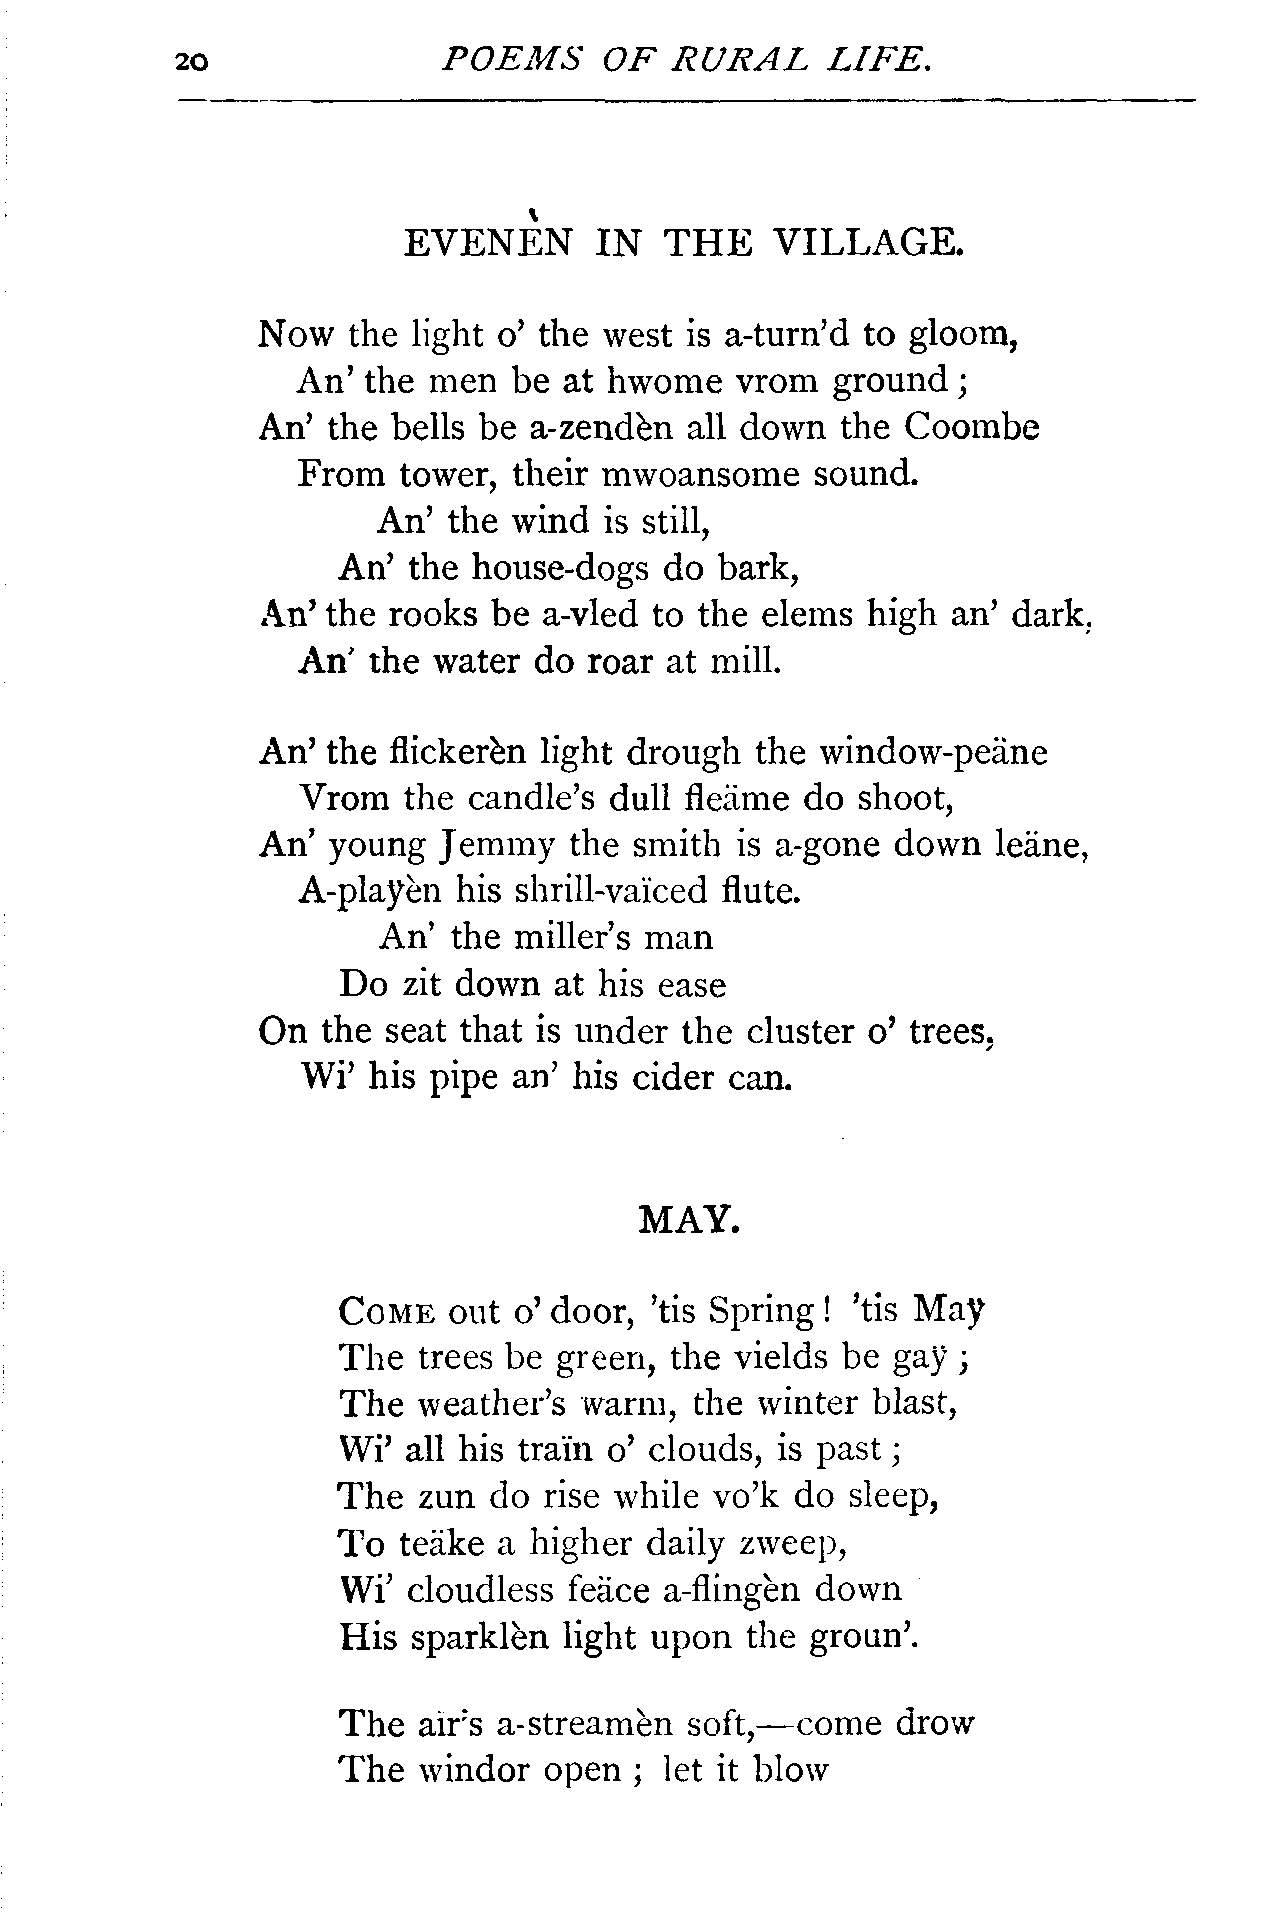 20 POEMS OF RURAL LIFE.
EVENÈN IN THE VILLAGE.
Now the light o' the west is a-turn'd to gloom,
An' the men be at hwome vrom ground ;
An' the bells be a-zendèn all down the Coombe
From tower, their mwoansome sound.
An' the wind is still,
An' the house-dogs do bark,
An' the rooks be a-vled to the elems high an' dark,
An' the water do roar at mill.
An' the flickerèn light drough the window-peäne
Vrom the candle's dull fleäme do shoot,
An' young Jemmy the smith is a-gone down leäne,
A-playèn his shrill-vaïced flute.
An' the miller's man
Do zit down at his ease
On the seat that is under the cluster o' trees,
Wi' his pipe an' his cider can.
MAY.
COME out o' door, 'tis Spring ! 'tis May
The trees be green, the vields be gaÿ ;
The weather's warm, the winter blast,
Wi' all his traïn o' clouds, is past ;
The zun do rise while vo'k do sleep,
To teäke a higher daily zweep,
Wi' cloudless feäce a-flingèn down
His sparklèn light upon the groun'.
The air's a-streamèn soft,—come drow
The windor open ; let it blow